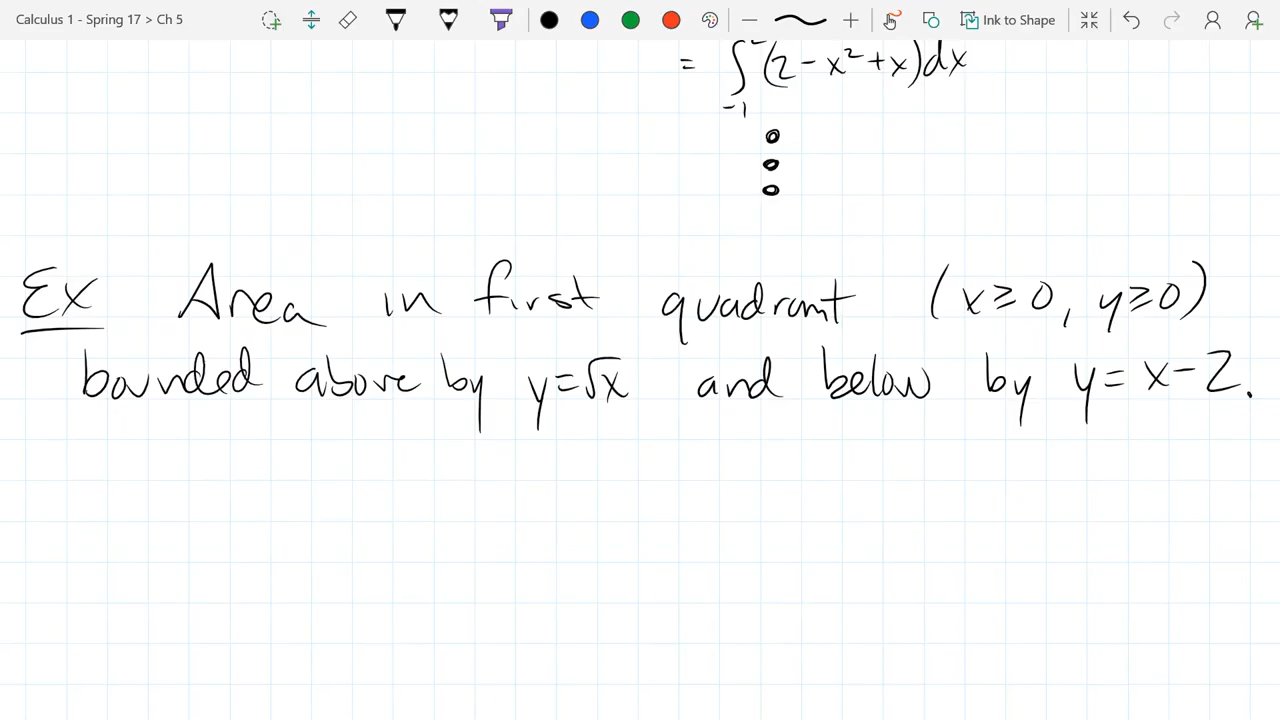 Calculus 1 - Spring 17 > Ch 5
Ink to Shape
= ∫₋₁ (2 - x² + x) dx
Ex Area in first quadrant (x ≥ 0, y ≥ 0)
bounded above by y = √x and below by y = x - 2.